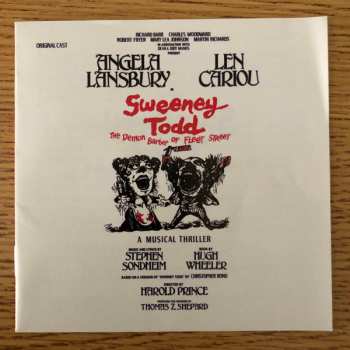 RICHARD BARR CHARLES WOODWARD
ROBERT FRYER MARY LEA JOHNSON MARTIN RICHARDS
IN ASSOCIATION WITH
DEAN & JUDY MANOS
PRESENT
ORIGINAL CAST
ANGELA LANSBURY
LEN CARIOU
Sweeney
Todd
THE DEMON Barber OF FLEET STREET
A MUSICAL THRILLER
MUSIC AND LYRICS BY
STEPHEN
SONDHEIM
BOOK BY
HUGH
WHEELER
BASED ON A VERSION OF "SWEENEY TODD" BY CHRISTOPHER BOND
DIRECTED BY
HAROLD PRINCE
PRODUCED FOR RECORDS BY
THOMAS Z. SHEPARD